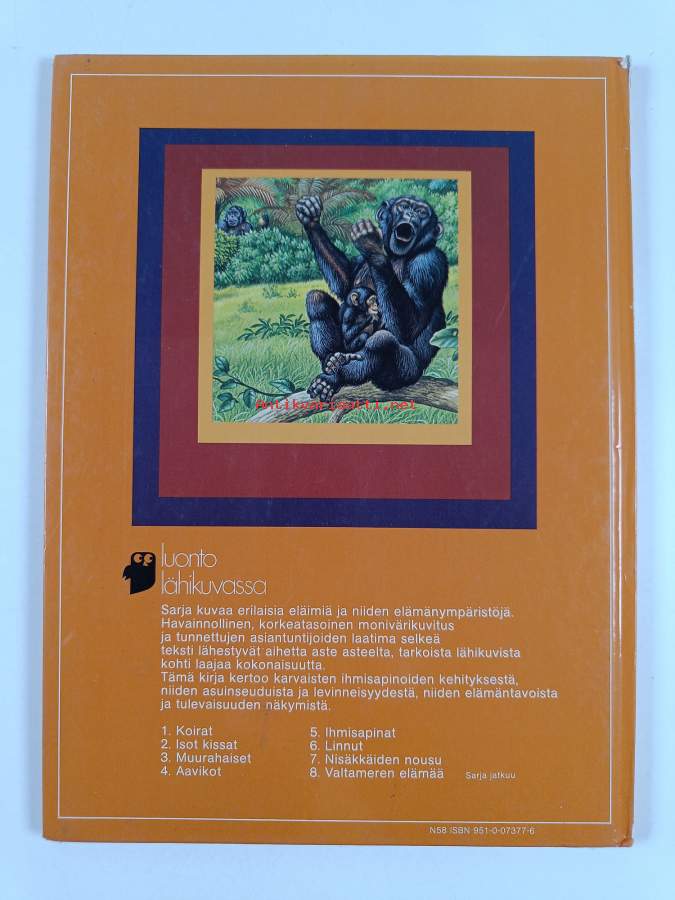 Antikvarisatti.net
luonto
lähikuvassa
Sarja kuvaa erilaisia eläimiä ja niiden elämänympäristöjä.
Havainnollinen, korkeatasoinen monivärikuvitus
ja tunnettujen asiantuntijoiden laatima selkeä
teksti lähestyvät aihetta aste asteelta, tarkoista lähikuvista
kohti laajaa kokonaisuutta.
Tämä kirja kertoo karvaisten ihmisapinoiden kehityksestä,
niiden asuinseuduista ja levinneisyydestä, niiden elämäntavoista
ja tulevaisuuden näkymistä.
1. Koirat
2. Isot kissat
3. Muurahaiset
4. Aavikot
5. Ihmisapinat
6. Linnut
7. Nisäkkäiden nousu
8. Valtameren elämää Sarja jatkuu
N58 ISBN 951-0-07377-6